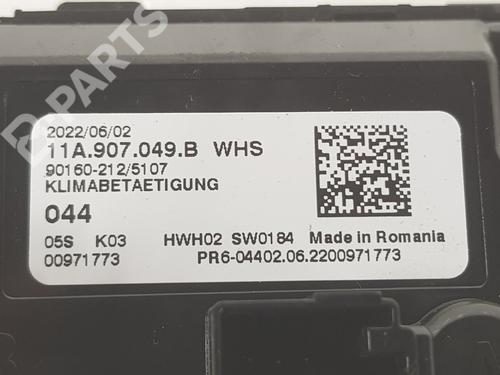 2022/06/02
11A.907.049.B WHS
90160-212/5107
KLIMABETAETIGUNG
044
05S K03 HWH02 SW0184 Made in Romania
00971773 PR6-04402.06.2200971773
B-PARTS